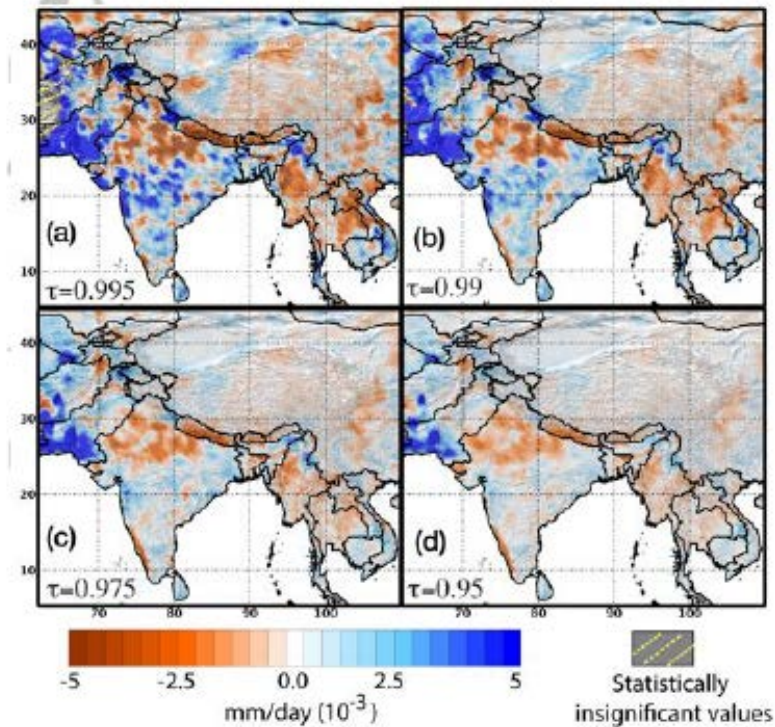 40
30
20
10
(a)
τ=0.995
(b)
τ=0.99
40
30
20
10
(c)
τ=0.975
(d)
τ=0.95
70 80 90 100 70 80 90 100
-5 -2.5 0.0 2.5 5
mm/day (10⁻³)
Statistically
insignificant values